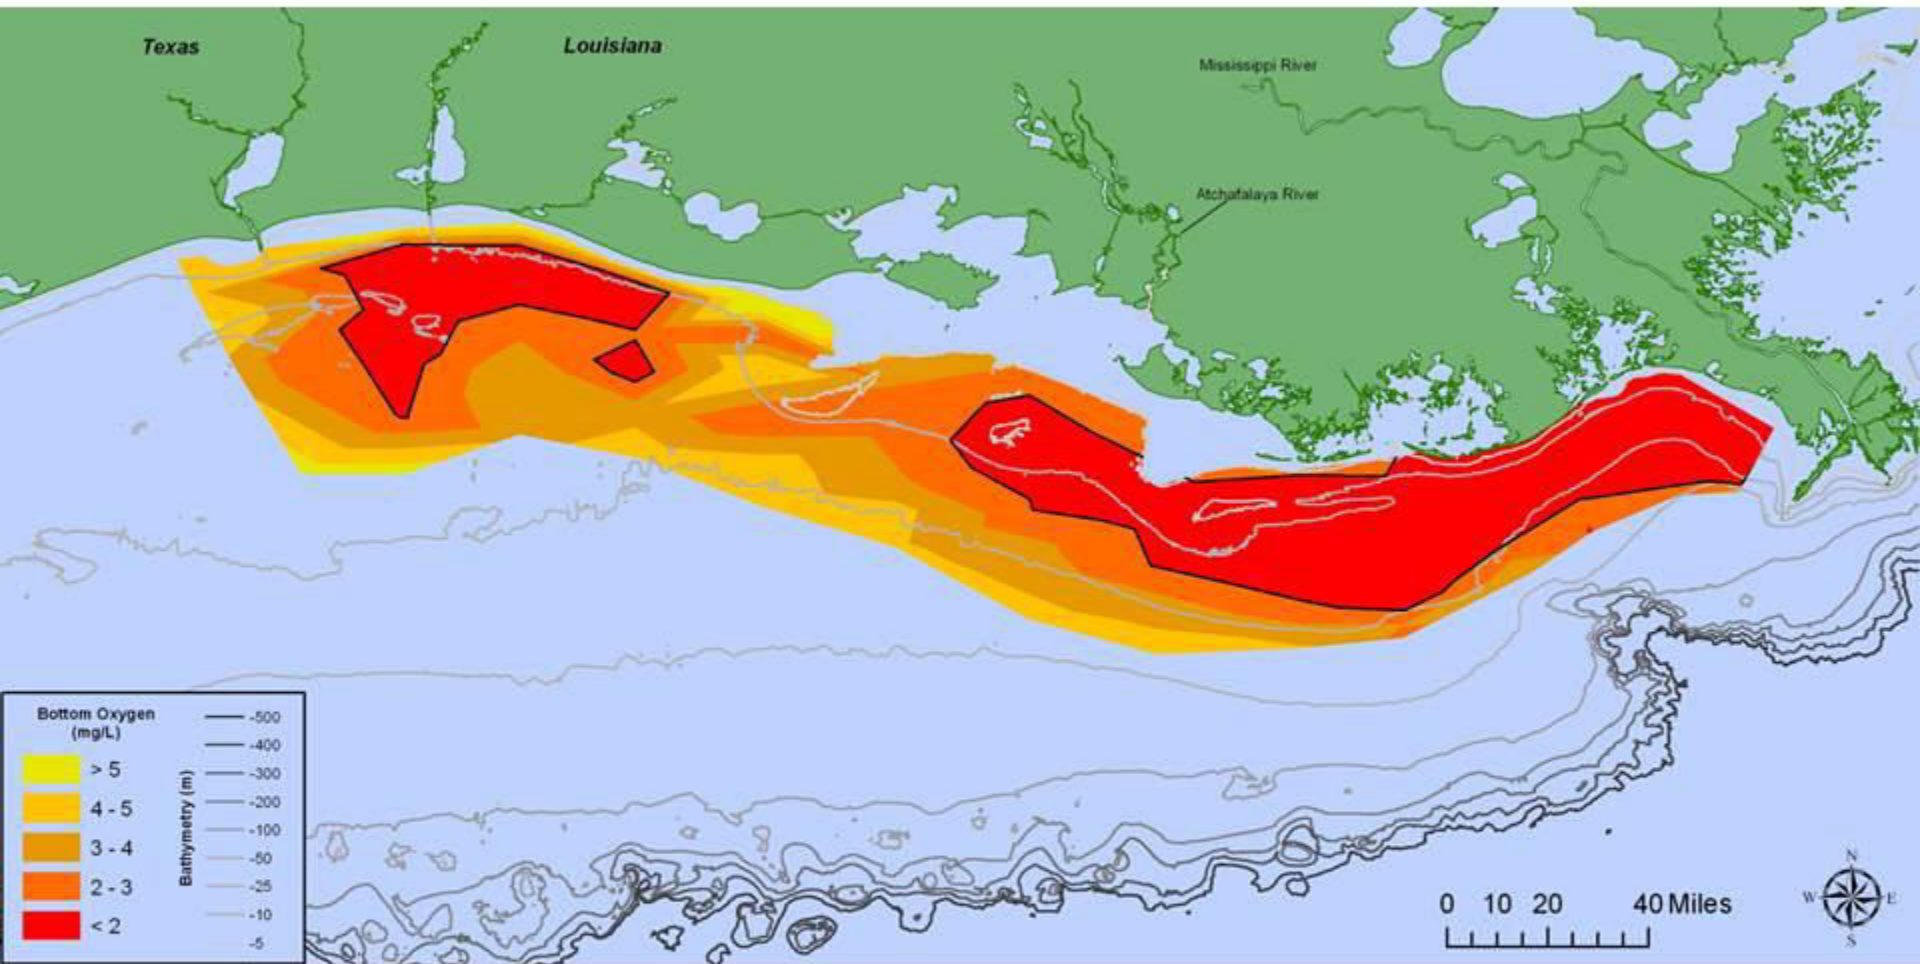 Texas
Louisiana
Mississippi River
Atchafalaya River
Bottom Oxygen
(mg/L)
> 5
4 - 5
3 - 4
2 - 3
< 2
Bathymetry (m)
-500
-400
-300
-200
-100
-50
-25
-10
-5
0 10 20 40 Miles
N
W E
S